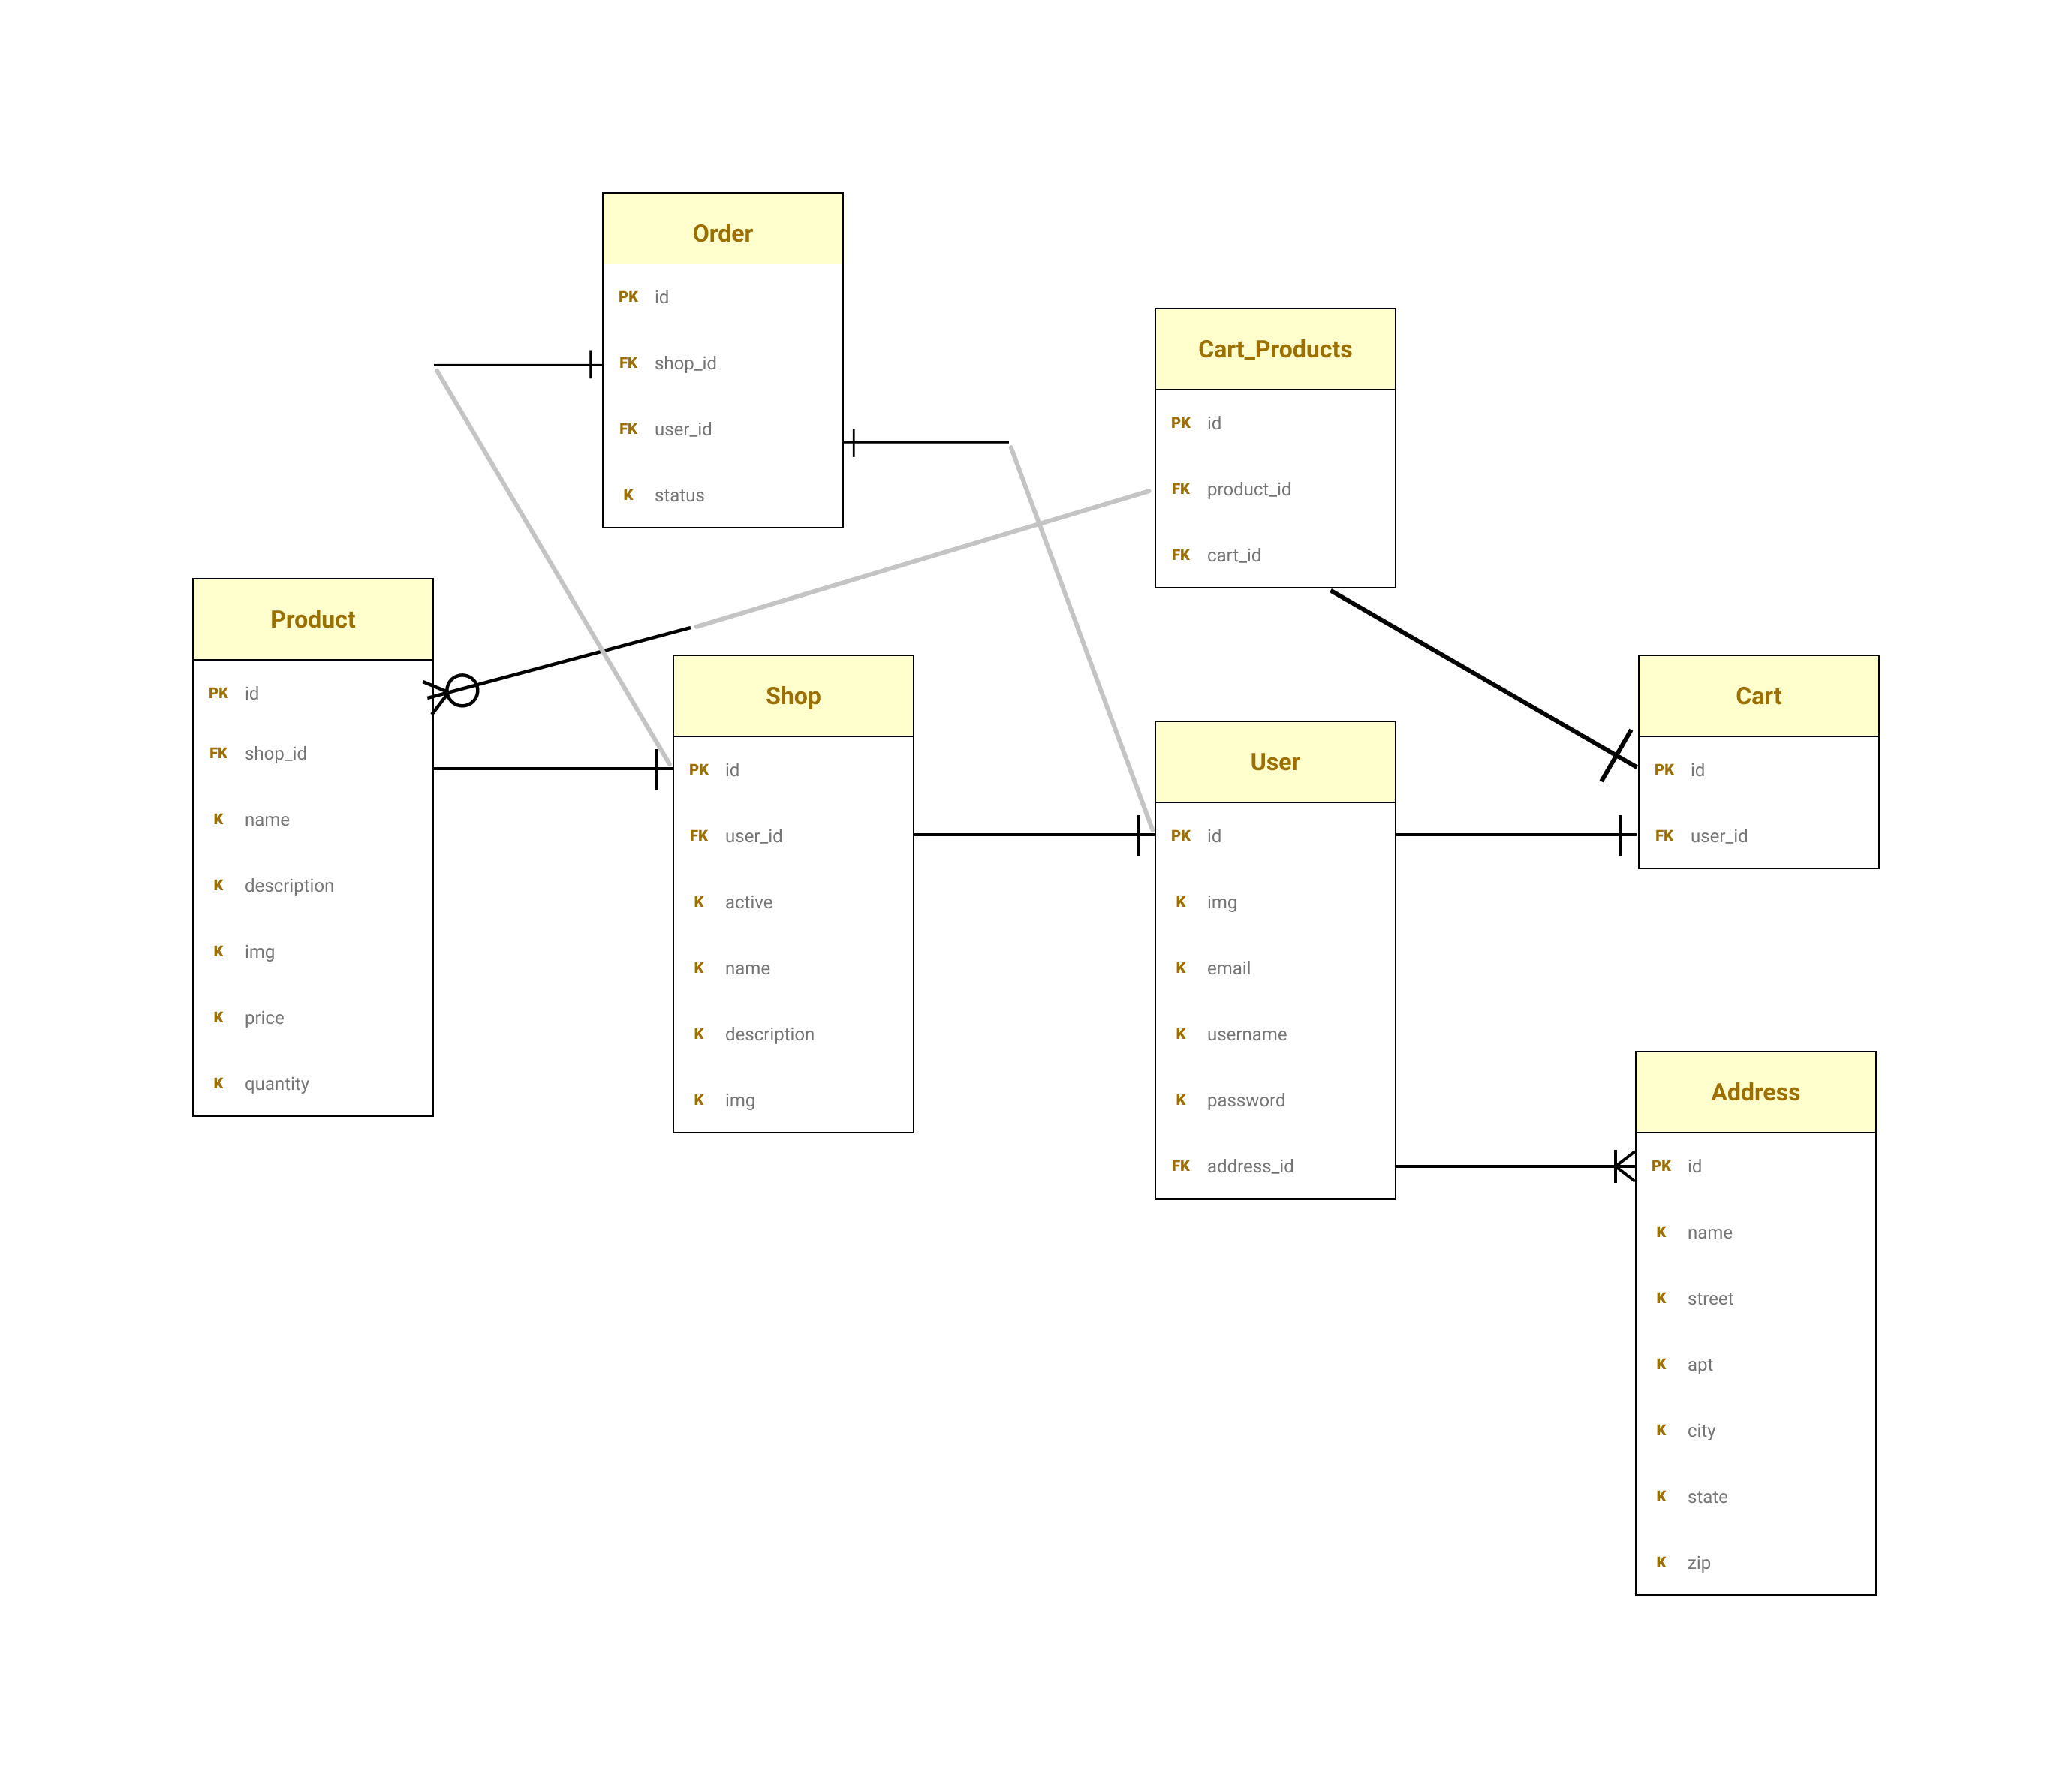 Order
PK id
FK shop_id
FK user_id
K status
Cart_Products
PK id
FK product_id
FK cart_id
Product
PK id
FK shop_id
K name
K description
K img
K price
K quantity
Shop
PK id
FK user_id
K active
K name
K description
K img
User
PK id
K img
K email
K username
K password
FK address_id
Cart
PK id
FK user_id
Address
PK id
K name
K street
K apt
K city
K state
K zip